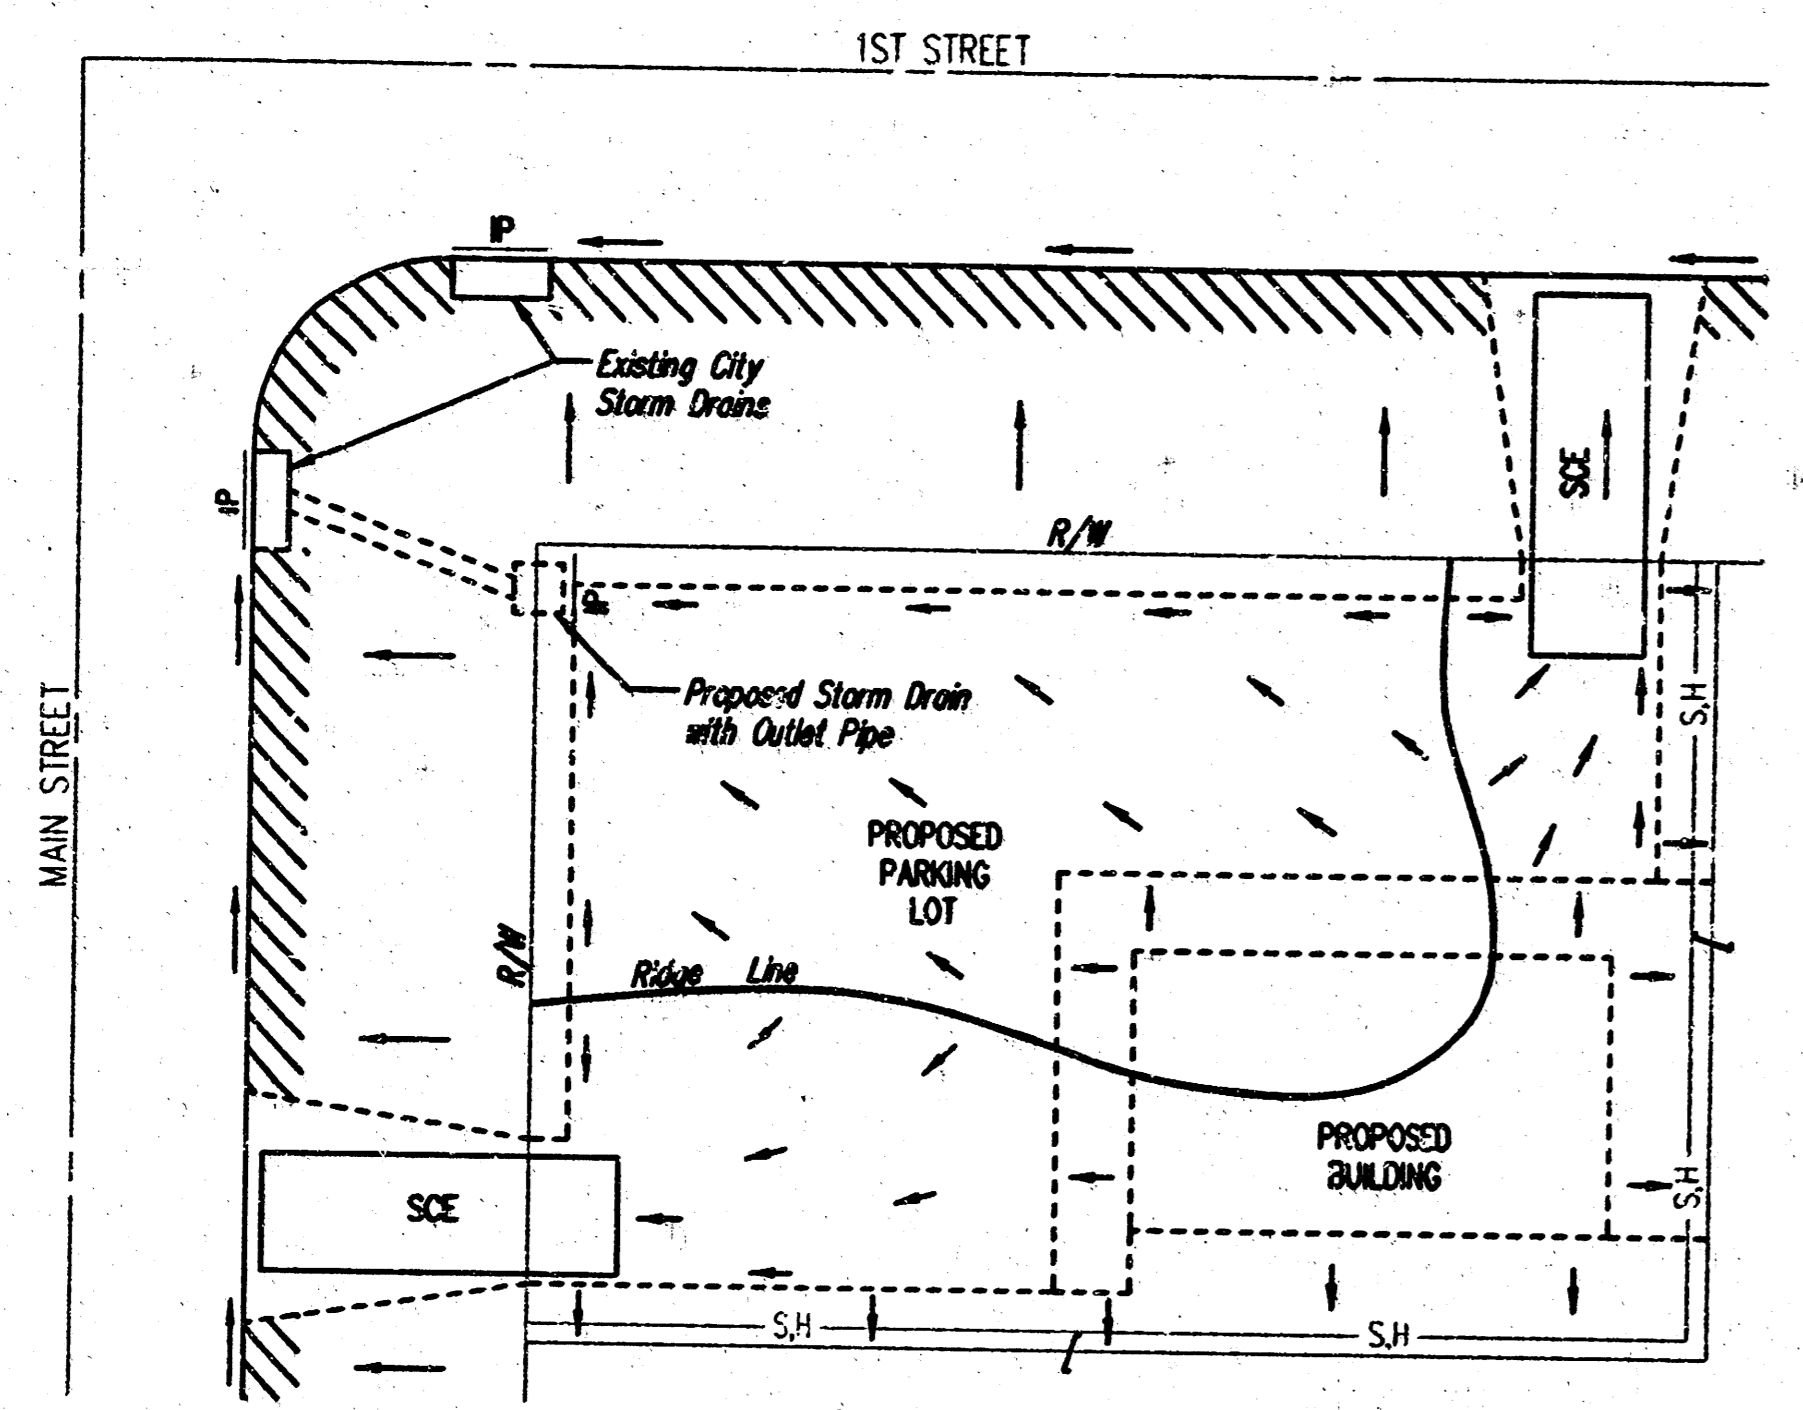 1ST STREET
IP
Existing City
Storm Drains
IP
SCE
R/W
IP
Proposed Storm Drain
with Outlet Pipe
S,H
MAIN STREET
PROPOSED
PARKING
LOT
R/W
Ridge Line
PROPOSED
BUILDING
S,H
SCE
S,H
S,H